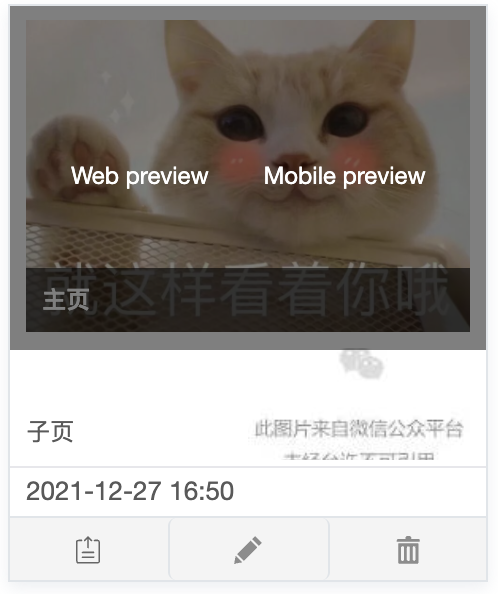 Web preview Mobile preview
就这样看着你哦
主页
子页
此图片来自微信公众平台
未经允许不可引用
2021-12-27 16:50